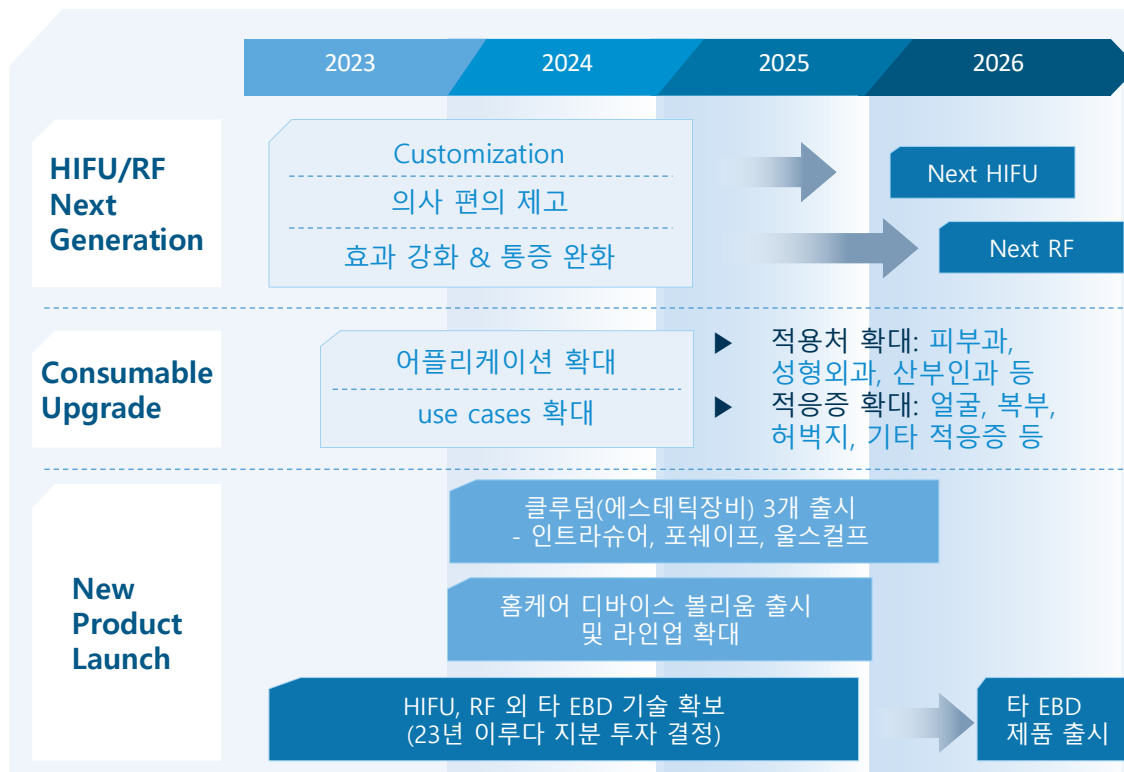 2023
2024
2025
2026
HIFU/RF
Next
Generation
Customization
의사 편의 제고
효과 강화 & 통증 완화
Next HIFU
Next RF
Consumable
Upgrade
어플리케이션 확대
use cases 확대
▶ 적용처 확대: 피부과,
성형외과, 산부인과 등
▶ 적응증 확대: 얼굴, 복부,
허벅지, 기타 적응증 등
New
Product
Launch
클루덤(에스테틱장비) 3개 출시
- 인트라슈어, 포쉐이프, 울스컬프
홈케어 디바이스 볼리움 출시
및 라인업 확대
HIFU, RF 외 타 EBD 기술 확보
(23년 이루다 지분 투자 결정)
타 EBD
제품 출시